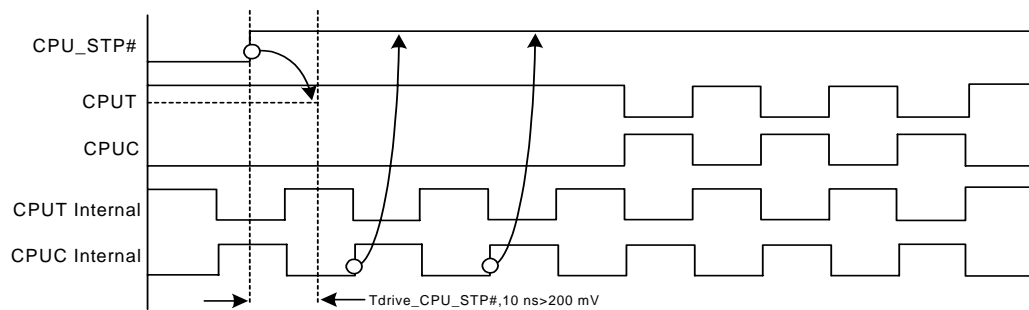 CPU_STP#
CPUT
CPUC
CPUT Internal
CPUC Internal
Tdrive_CPU_STP#,10 ns>200 mV